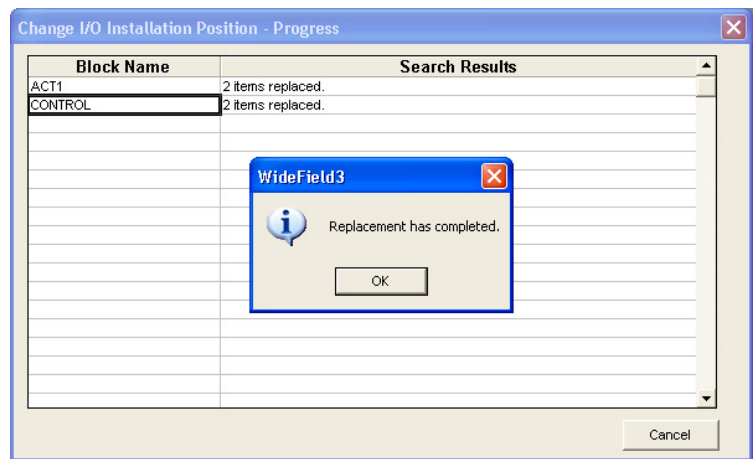 Change I/O Installation Position - Progress
Block Name Search Results
ACT1 2 items replaced.
CONTROL 2 items replaced.
WideField3
Replacement has completed.
OK
Cancel